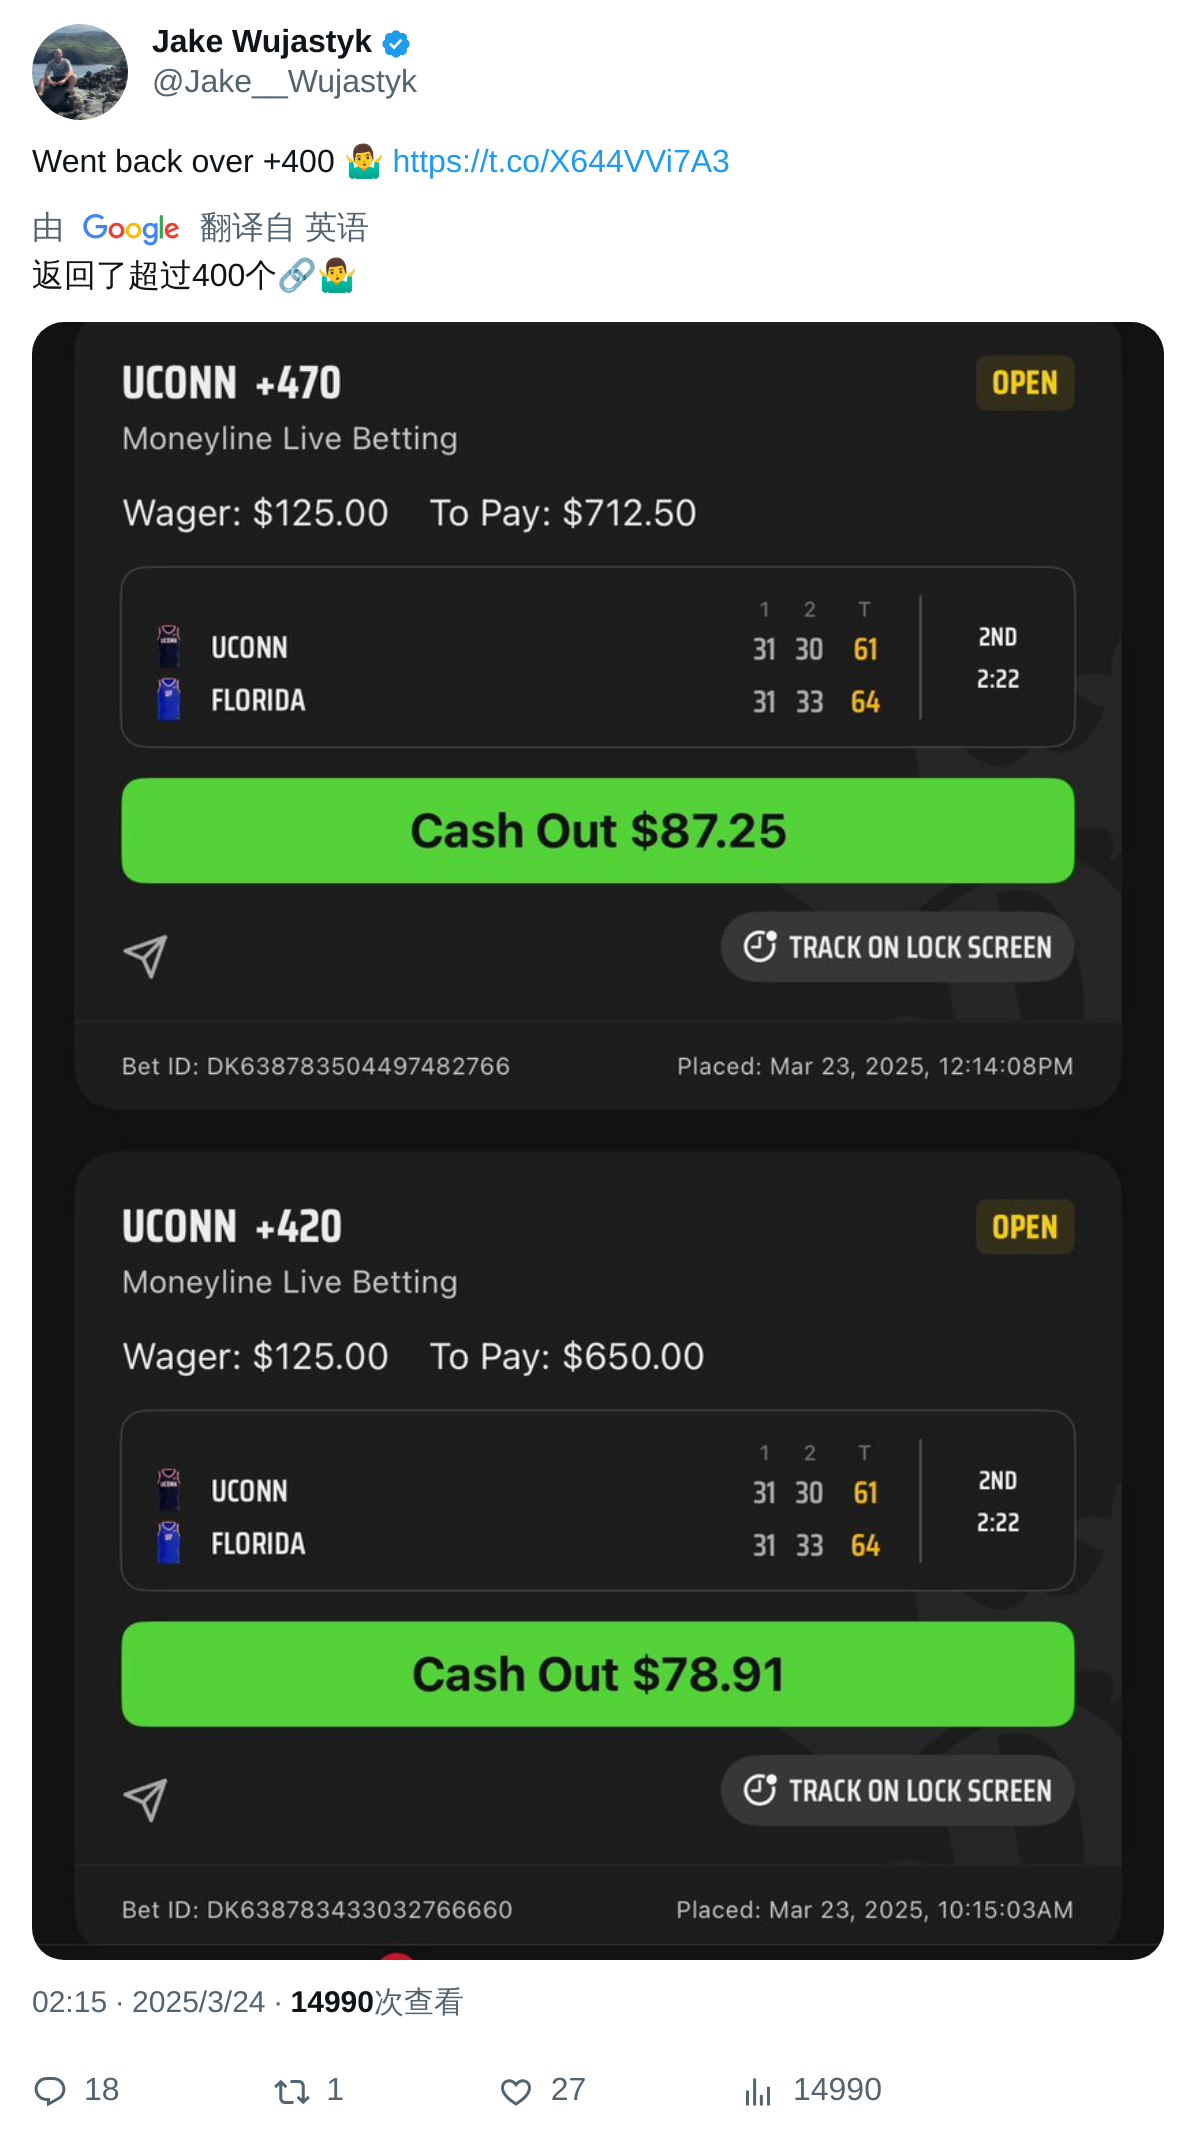 Jake Wujastyk
@Jake__Wujastyk
Went back over +400 🤷‍♂️ https://t.co/X644VVi7A3
由 Google 翻译自 英语
返回了超过400个🔗🤷‍♂️
UCONN +470 OPEN
Moneyline Live Betting
Wager: $125.00 To Pay: $712.50
1 2 T
UCONN 31 30 61 2ND
FLORIDA 31 33 64 2:22
Cash Out $87.25
TRACK ON LOCK SCREEN
Bet ID: DK638783504497482766 Placed: Mar 23, 2025, 12:14:08PM
UCONN +420 OPEN
Moneyline Live Betting
Wager: $125.00 To Pay: $650.00
1 2 T
UCONN 31 30 61 2ND
FLORIDA 31 33 64 2:22
Cash Out $78.91
TRACK ON LOCK SCREEN
Bet ID: DK638783433032766660 Placed: Mar 23, 2025, 10:15:03AM
02:15 · 2025/3/24 · 14990次查看
18 1 27 14990